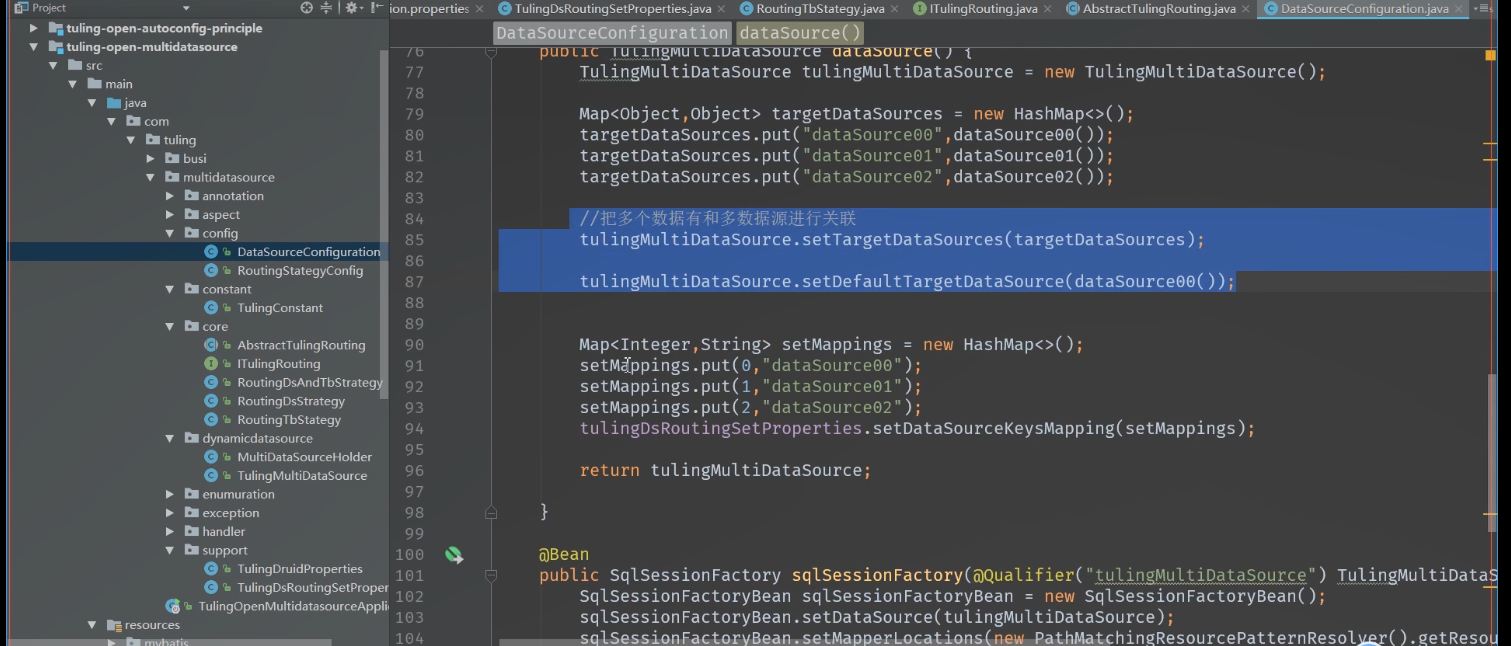 Project
ion.properties
TulingDsRoutingSetProperties.java
RoutingTbStategy.java
ITulingRouting.java
AbstractTulingRouting.java
DataSourceConfiguration.java
DataSourceConfiguration
dataSource()
tuling-open-autoconfig-principle
tuling-open-multidatasource
src
main
java
com
tuling
busi
multidatasource
annotation
aspect
config
DataSourceConfiguration
RoutingStategyConfig
constant
TulingConstant
core
AbstractTulingRouting
ITulingRouting
RoutingDsAndTbStrategy
RoutingDsStrategy
RoutingTbStategy
dynamicdatasource
MultiDataSourceHolder
TulingMultiDataSource
enumuration
exception
handler
support
TulingDruidProperties
TulingDsRoutingSetProper
TulingOpenMultidatasourceAppli
resources
mybatis
76 public TulingMultiDataSource dataSource() {
77 TulingMultiDataSource tulingMultiDataSource = new TulingMultiDataSource();
78
79 Map<Object,Object> targetDataSources = new HashMap<>();
80 targetDataSources.put("dataSource00",dataSource00());
81 targetDataSources.put("dataSource01",dataSource01());
82 targetDataSources.put("dataSource02",dataSource02());
83
84 //把多个数据有和多数据源进行关联
85 tulingMultiDataSource.setTargetDataSources(targetDataSources);
86
87 tulingMultiDataSource.setDefaultTargetDataSource(dataSource00());
88
89
90 Map<Integer,String> setMappings = new HashMap<>();
91 setMappings.put(0,"dataSource00");
92 setMappings.put(1,"dataSource01");
93 setMappings.put(2,"dataSource02");
94 tulingDsRoutingSetProperties.setDataSourceKeysMapping(setMappings);
95
96 return tulingMultiDataSource;
97
98 }
99
100 @Bean
101 public SqlSessionFactory sqlSessionFactory(@Qualifier("tulingMultiDataSource") TulingMultiDataS
102 SqlSessionFactoryBean sqlSessionFactoryBean = new SqlSessionFactoryBean();
103 sqlSessionFactoryBean.setDataSource(tulingMultiDataSource);
104 sqlSessionFactoryBean.setMapperLocations(new PathMatchingResourcePatternResolver().getResou